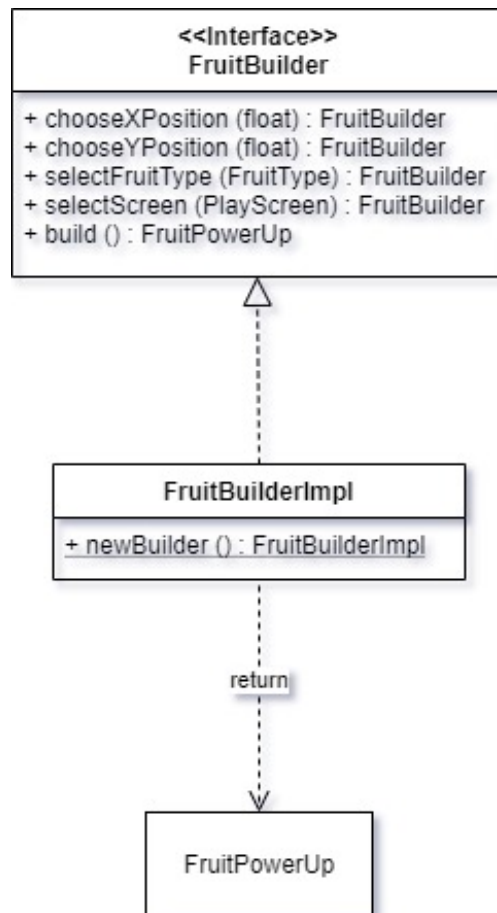 <<Interface>>
FruitBuilder
+ chooseXPosition (float) : FruitBuilder
+ chooseYPosition (float) : FruitBuilder
+ selectFruitType (FruitType) : FruitBuilder
+ selectScreen (PlayScreen) : FruitBuilder
+ build () : FruitPowerUp
FruitBuilderImpl
+ newBuilder () : FruitBuilderImpl
return
FruitPowerUp